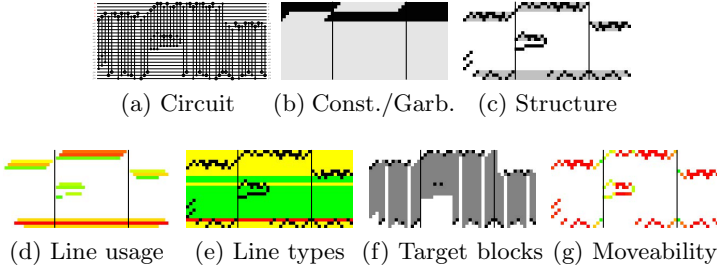 (a) Circuit (b) Const./Garb. (c) Structure
(d) Line usage (e) Line types (f) Target blocks (g) Moveability